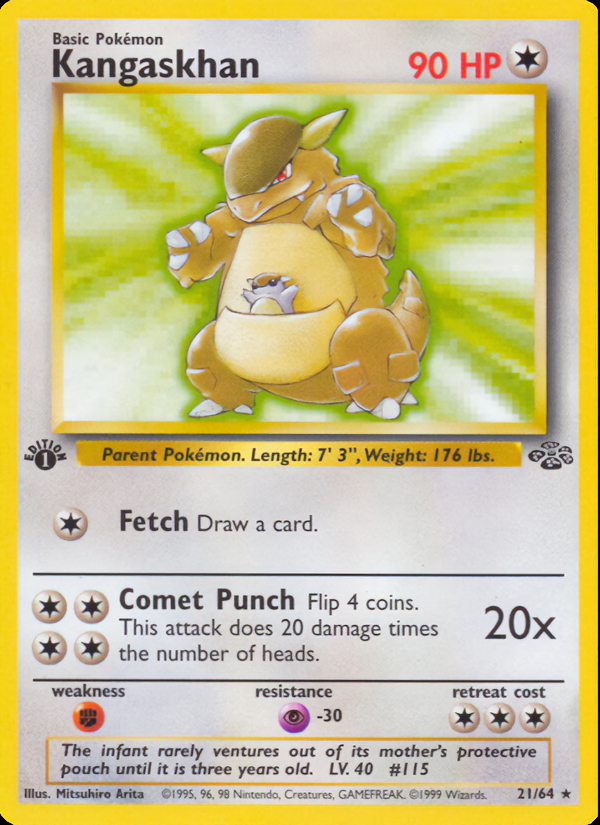 Basic Pokémon
Kangaskhan
90 HP
EDITION 1
Parent Pokémon. Length: 7' 3", Weight: 176 lbs.
Fetch Draw a card.
Comet Punch Flip 4 coins.
This attack does 20 damage times
the number of heads.
20x
weakness
resistance
retreat cost
-30
The infant rarely ventures out of its mother's protective
pouch until it is three years old. LV. 40 #115
Illus. Mitsuhiro Arita ©1995, 96, 98 Nintendo, Creatures, GAMEFREAK. ©1999 Wizards. 21/64 ★